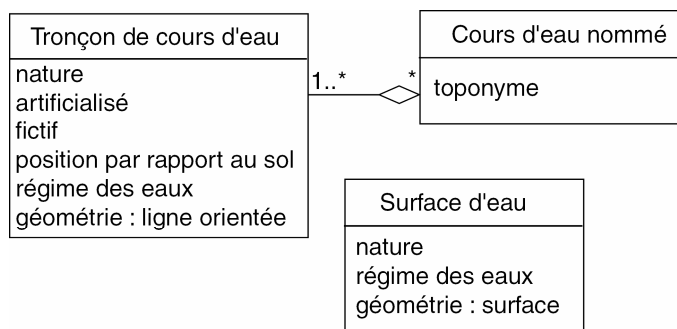 Tronçon de cours d'eau
nature
artificialisé
fictif
position par rapport au sol
régime des eaux
géométrie : ligne orientée
1..*
*
Cours d'eau nommé
toponyme
Surface d'eau
nature
régime des eaux
géométrie : surface